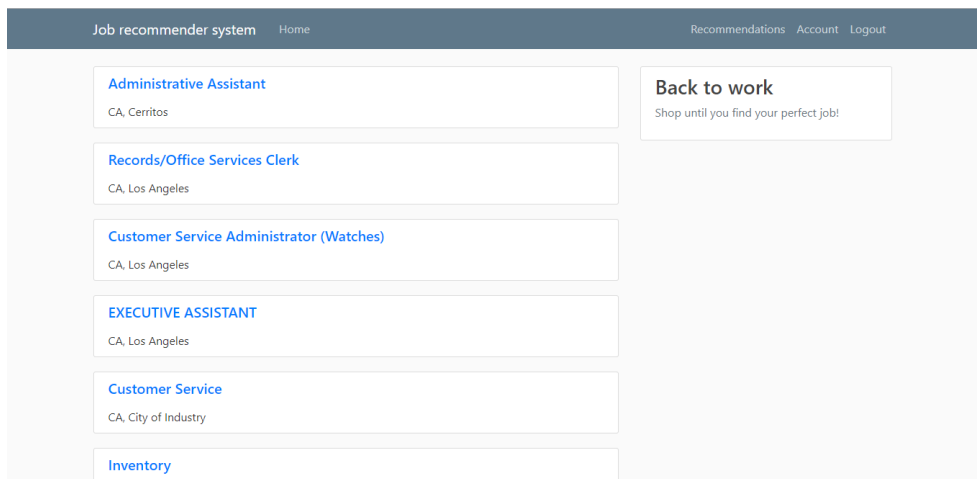 Job recommender system Home Recommendations Account Logout
Administrative Assistant
CA, Cerritos
Records/Office Services Clerk
CA, Los Angeles
Customer Service Administrator (Watches)
CA, Los Angeles
EXECUTIVE ASSISTANT
CA, Los Angeles
Customer Service
CA, City of Industry
Inventory
Back to work
Shop until you find your perfect job!